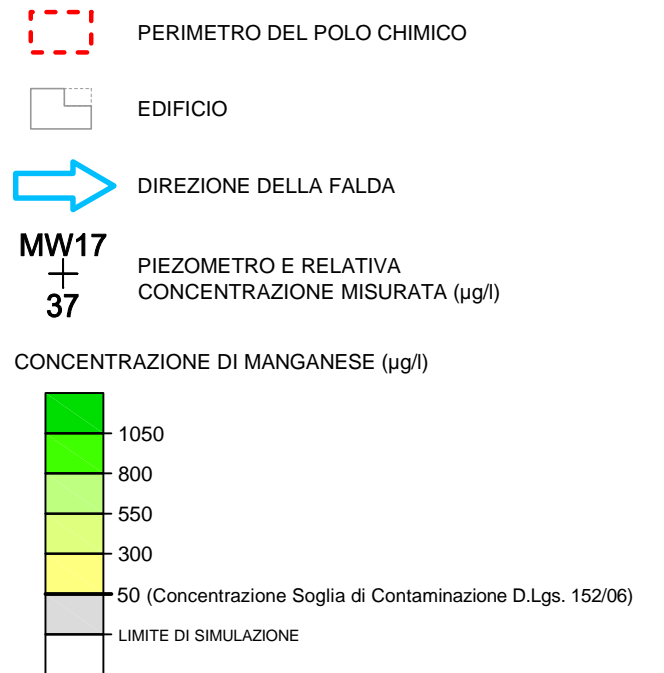 PERIMETRO DEL POLO CHIMICO
EDIFICIO
DIREZIONE DELLA FALDA
MW17
37
PIEZOMETRO E RELATIVA
CONCENTRAZIONE MISURATA (µg/l)
CONCENTRAZIONE DI MANGANESE (µg/l)
1050
800
550
300
50 (Concentrazione Soglia di Contaminazione D.Lgs. 152/06)
LIMITE DI SIMULAZIONE